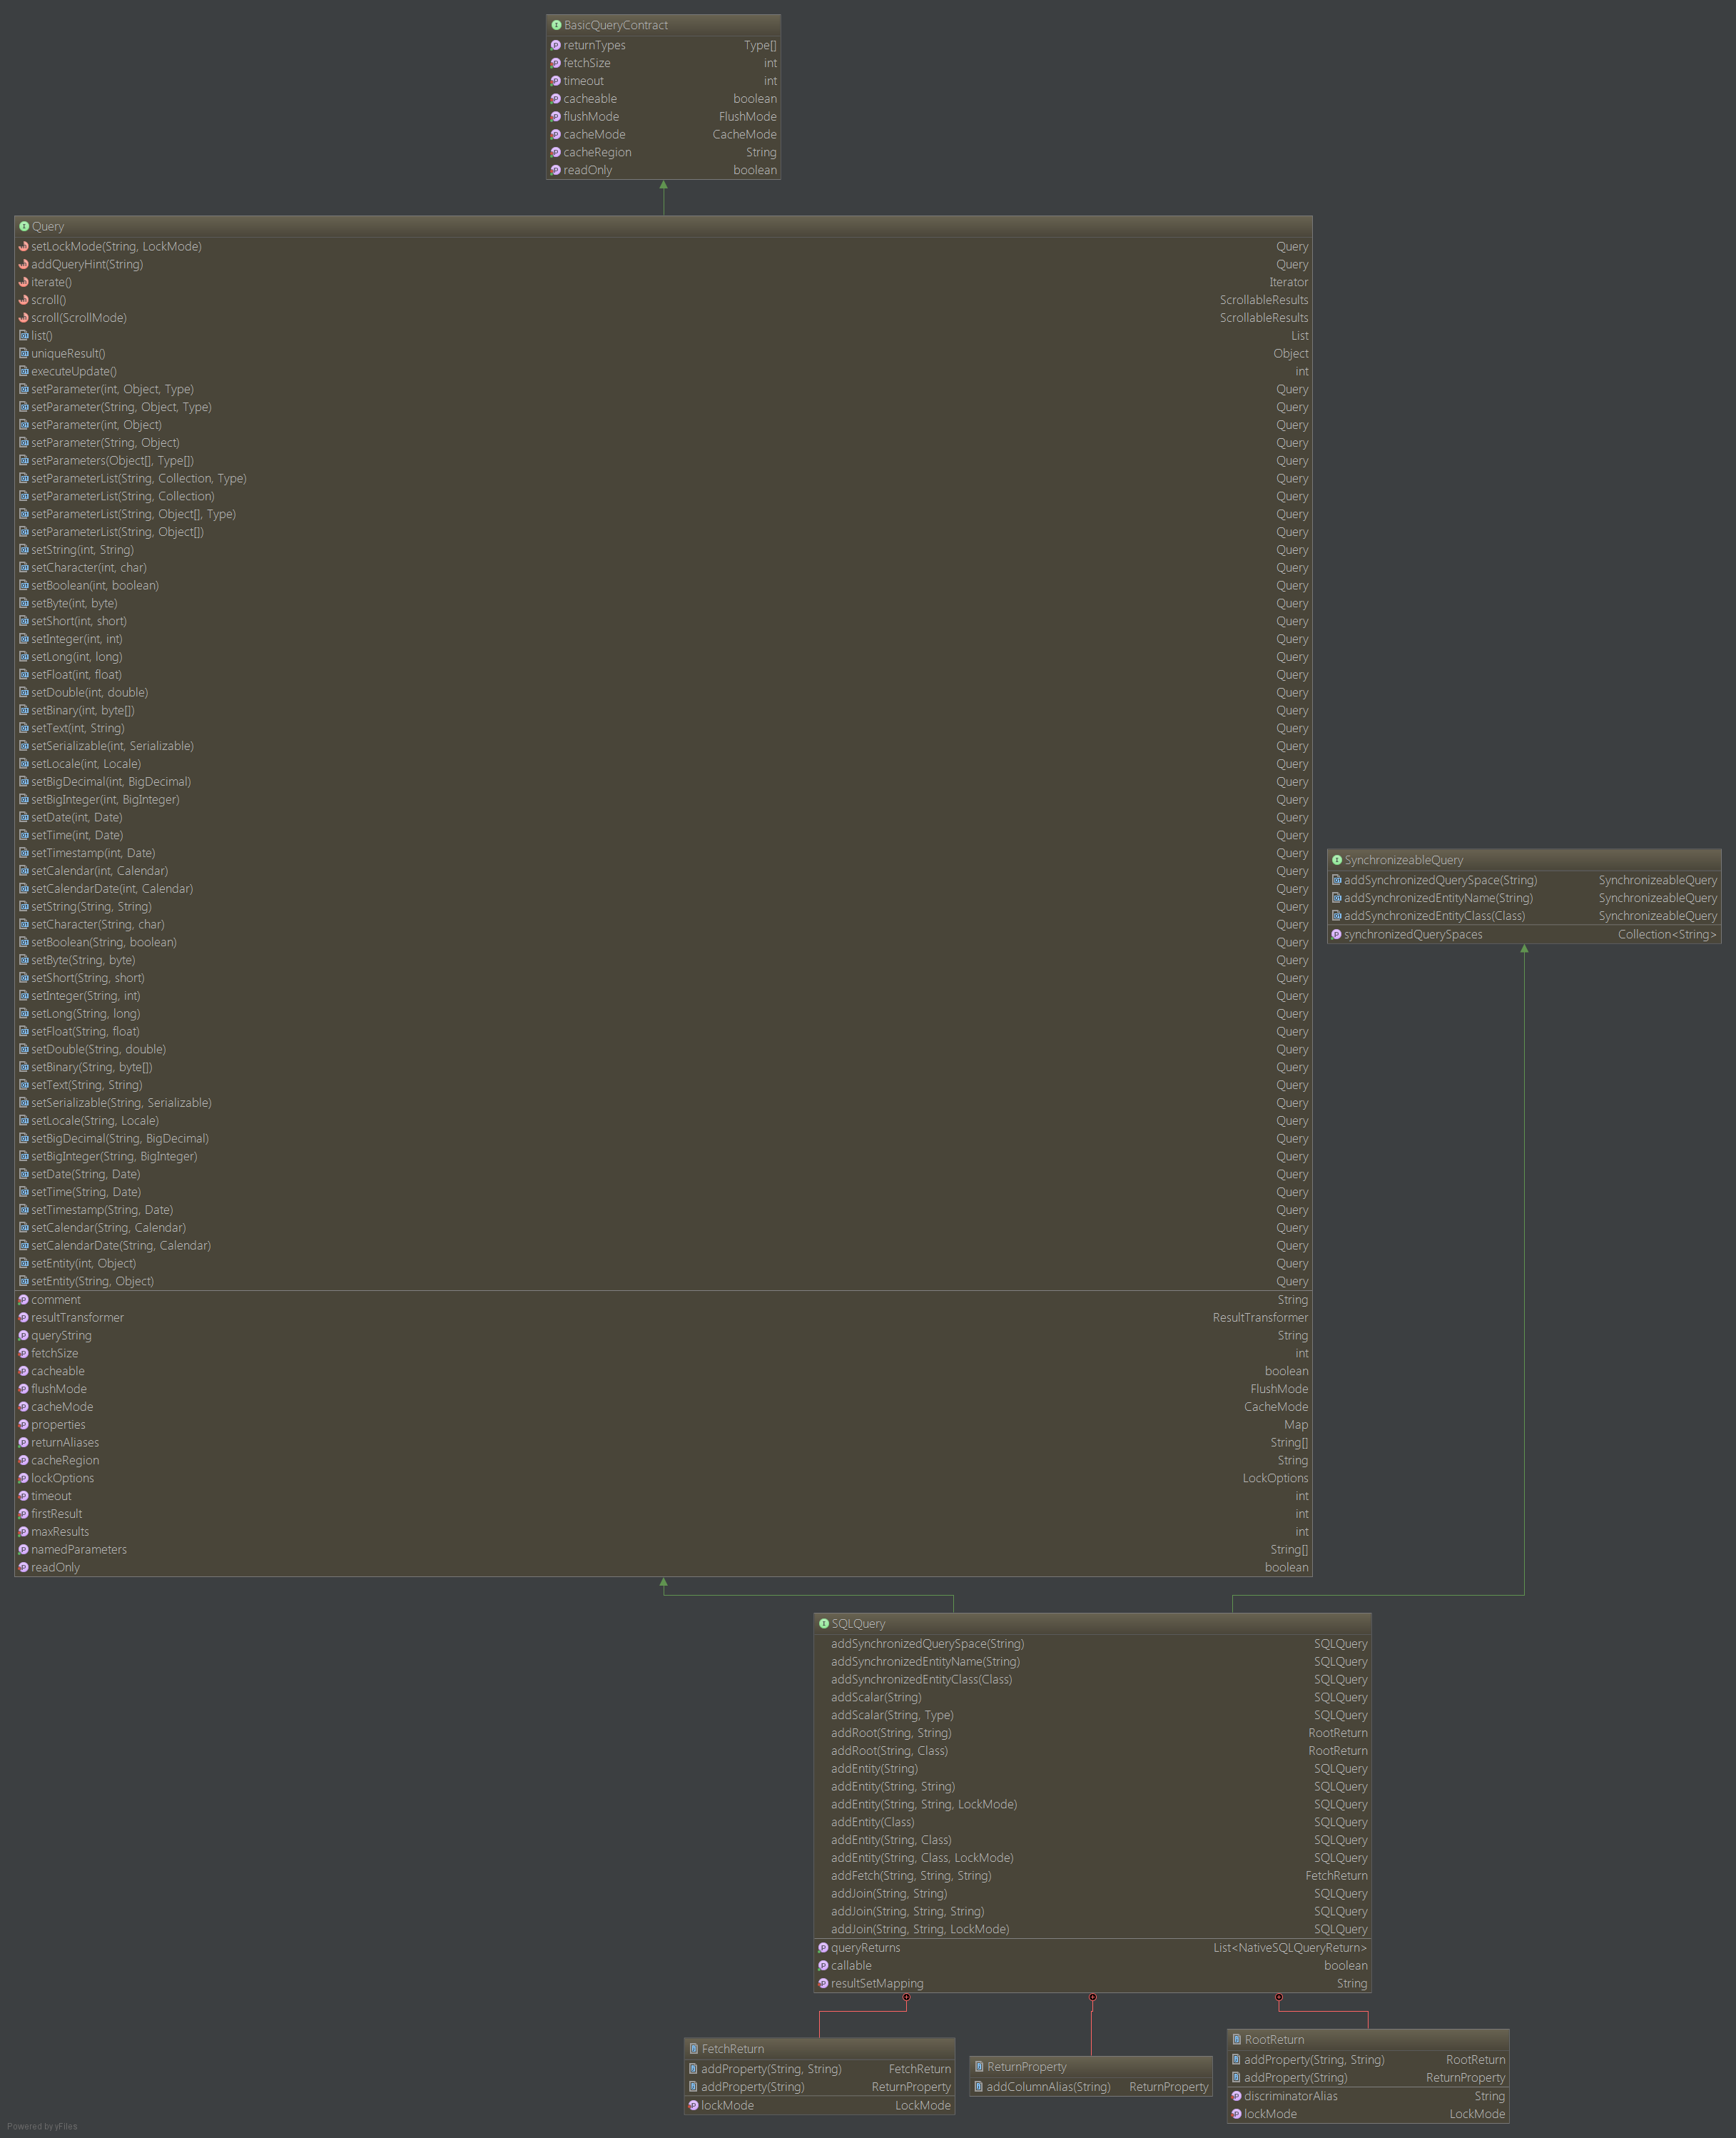 BasicQueryContract
returnTypes Type[]
fetchSize int
timeout int
cacheable boolean
flushMode FlushMode
cacheMode CacheMode
cacheRegion String
readOnly boolean
Query
setLockMode(String, LockMode) Query
addQueryHint(String) Query
iterate() Iterator
scroll() ScrollableResults
scroll(ScrollMode) ScrollableResults
list() List
uniqueResult() Object
executeUpdate() int
setParameter(int, Object, Type) Query
setParameter(String, Object, Type) Query
setParameter(int, Object) Query
setParameter(String, Object) Query
setParameters(Object[], Type[]) Query
setParameterList(String, Collection, Type) Query
setParameterList(String, Collection) Query
setParameterList(String, Object[], Type) Query
setParameterList(String, Object[]) Query
setString(int, String) Query
setCharacter(int, char) Query
setBoolean(int, boolean) Query
setByte(int, byte) Query
setShort(int, short) Query
setInteger(int, int) Query
setLong(int, long) Query
setFloat(int, float) Query
setDouble(int, double) Query
setBinary(int, byte[]) Query
setText(int, String) Query
setSerializable(int, Serializable) Query
setLocale(int, Locale) Query
setBigDecimal(int, BigDecimal) Query
setBigInteger(int, BigInteger) Query
setDate(int, Date) Query
setTime(int, Date) Query
setTimestamp(int, Date) Query
setCalendar(int, Calendar) Query
setCalendarDate(int, Calendar) Query
setString(String, String) Query
setCharacter(String, char) Query
setBoolean(String, boolean) Query
setByte(String, byte) Query
setShort(String, short) Query
setInteger(String, int) Query
setLong(String, long) Query
setFloat(String, float) Query
setDouble(String, double) Query
setBinary(String, byte[]) Query
setText(String, String) Query
setSerializable(String, Serializable) Query
setLocale(String, Locale) Query
setBigDecimal(String, BigDecimal) Query
setBigInteger(String, BigInteger) Query
setDate(String, Date) Query
setTime(String, Date) Query
setTimestamp(String, Date) Query
setCalendar(String, Calendar) Query
setCalendarDate(String, Calendar) Query
setEntity(int, Object) Query
setEntity(String, Object) Query
comment String
resultTransformer ResultTransformer
queryString String
fetchSize int
cacheable boolean
flushMode FlushMode
cacheMode CacheMode
properties Map
returnAliases String[]
cacheRegion String
lockOptions LockOptions
timeout int
firstResult int
maxResults int
namedParameters String[]
readOnly boolean
SynchronizeableQuery
addSynchronizedQuerySpace(String) SynchronizeableQuery
addSynchronizedEntityName(String) SynchronizeableQuery
addSynchronizedEntityClass(Class) SynchronizeableQuery
synchronizedQuerySpaces Collection<String>
SQLQuery
addSynchronizedQuerySpace(String) SQLQuery
addSynchronizedEntityName(String) SQLQuery
addSynchronizedEntityClass(Class) SQLQuery
addScalar(String) SQLQuery
addScalar(String, Type) SQLQuery
addRoot(String, String) RootReturn
addRoot(String, Class) RootReturn
addEntity(String) SQLQuery
addEntity(String, String) SQLQuery
addEntity(String, String, LockMode) SQLQuery
addEntity(Class) SQLQuery
addEntity(String, Class) SQLQuery
addEntity(String, Class, LockMode) SQLQuery
addFetch(String, String, String) FetchReturn
addJoin(String, String) SQLQuery
addJoin(String, String, String) SQLQuery
addJoin(String, String, LockMode) SQLQuery
queryReturns List<NativeSQLQueryReturn>
callable boolean
resultSetMapping String
FetchReturn
addProperty(String, String) FetchReturn
addProperty(String) ReturnProperty
lockMode LockMode
ReturnProperty
addColumnAlias(String) ReturnProperty
RootReturn
addProperty(String, String) RootReturn
addProperty(String) ReturnProperty
discriminatorAlias String
lockMode LockMode
Powered by yFiles